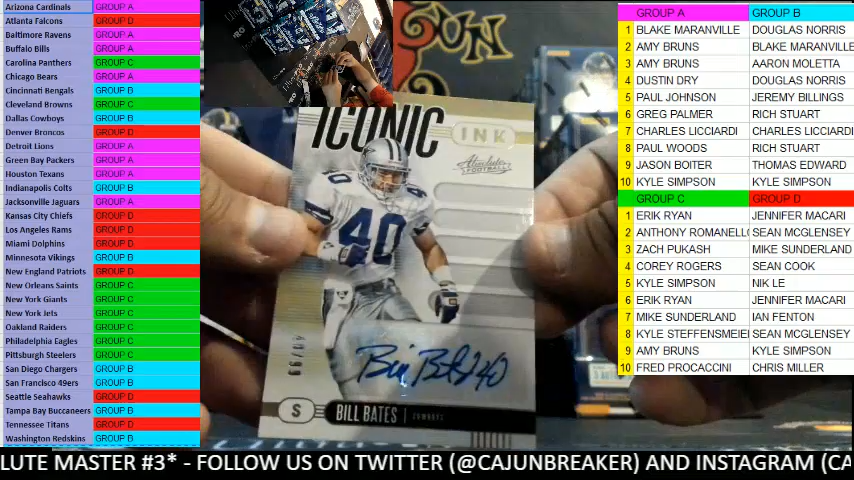 Arizona Cardinals GROUP A
Atlanta Falcons GROUP D
Baltimore Ravens GROUP A
Buffalo Bills GROUP A
Carolina Panthers GROUP C
Chicago Bears GROUP A
Cincinnati Bengals GROUP B
Cleveland Browns GROUP C
Dallas Cowboys GROUP B
Denver Broncos GROUP D
Detroit Lions GROUP A
Green Bay Packers GROUP A
Houston Texans GROUP A
Indianapolis Colts GROUP B
Jacksonville Jaguars GROUP A
Kansas City Chiefs GROUP D
Los Angeles Rams GROUP D
Miami Dolphins GROUP D
Minnesota Vikings GROUP B
New England Patriots GROUP D
New Orleans Saints GROUP C
New York Giants GROUP C
New York Jets GROUP C
Oakland Raiders GROUP C
Philadelphia Eagles GROUP C
Pittsburgh Steelers GROUP C
San Diego Chargers GROUP B
San Francisco 49ers GROUP B
Seattle Seahawks GROUP D
Tampa Bay Buccaneers GROUP B
Tennessee Titans GROUP D
Washington Redskins GROUP B
GUN
ICONIC INK
Absolute
FOOTBALL
40
40
40/99
Bill Bates 40
S BILL BATES | COWBOYS
GROUP A GROUP B
1 BLAKE MARANVILLE DOUGLAS NORRIS
2 AMY BRUNS BLAKE MARANVILLE
3 AMY BRUNS AARON MOLETTA
4 DUSTIN DRY DOUGLAS NORRIS
5 PAUL JOHNSON JEREMY BILLINGS
6 GREG PALMER RICH STUART
7 CHARLES LICCIARDI CHARLES LICCIARDI
8 PAUL WOODS RICH STUART
9 JASON BOITER THOMAS EDWARD
10 KYLE SIMPSON KYLE SIMPSON
GROUP C GROUP D
1 ERIK RYAN JENNIFER MACARI
2 ANTHONY ROMANELLO SEAN MCGLENSEY
3 ZACH PUKASH MIKE SUNDERLAND
4 COREY ROGERS SEAN COOK
5 KYLE SIMPSON NIK LE
6 ERIK RYAN JENNIFER MACARI
7 MIKE SUNDERLAND IAN FENTON
8 KYLE STEFFENSMEIER SEAN MCGLENSEY
9 AMY BRUNS KYLE SIMPSON
10 FRED PROCACCINI CHRIS MILLER
LUTE MASTER #3* - FOLLOW US ON TWITTER (@CAJUNBREAKER) AND INSTAGRAM (CA